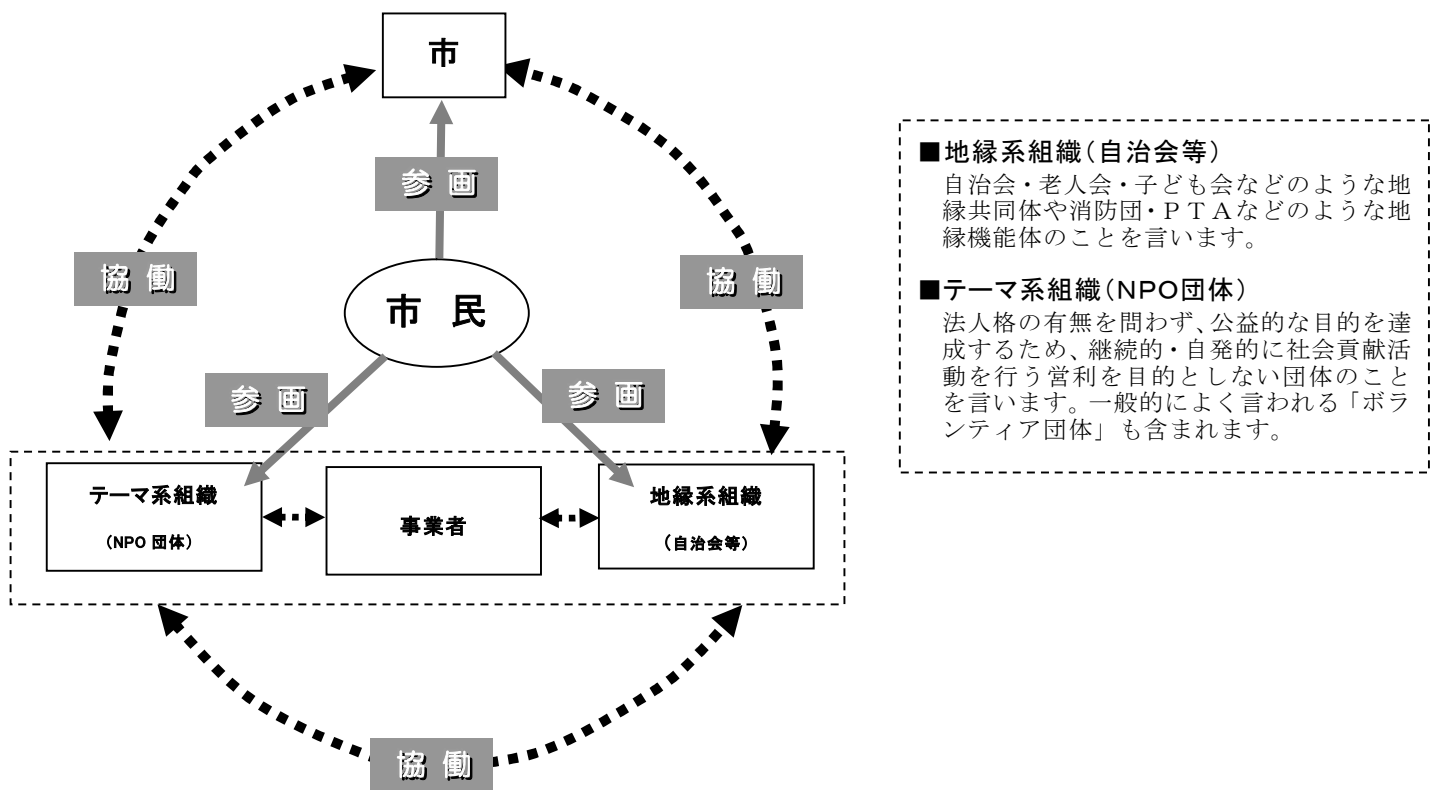 市
参 画
協 働
協 働
市 民
参 画
参 画
テーマ系組織
(NPO 団体)
事業者
地縁系組織
(自治会等)
協 働
■地縁系組織(自治会等)
自治会・老人会・子ども会などのような地
縁共同体や消防団・ＰＴＡなどのような地
縁機能体のことを言います。
■テーマ系組織(NPO団体)
法人格の有無を問わず、公益的な目的を達
成するため、継続的・自発的に社会貢献活
動を行う営利を目的としない団体のこと
を言います。一般的によく言われる「ボラ
ンティア団体」も含まれます。